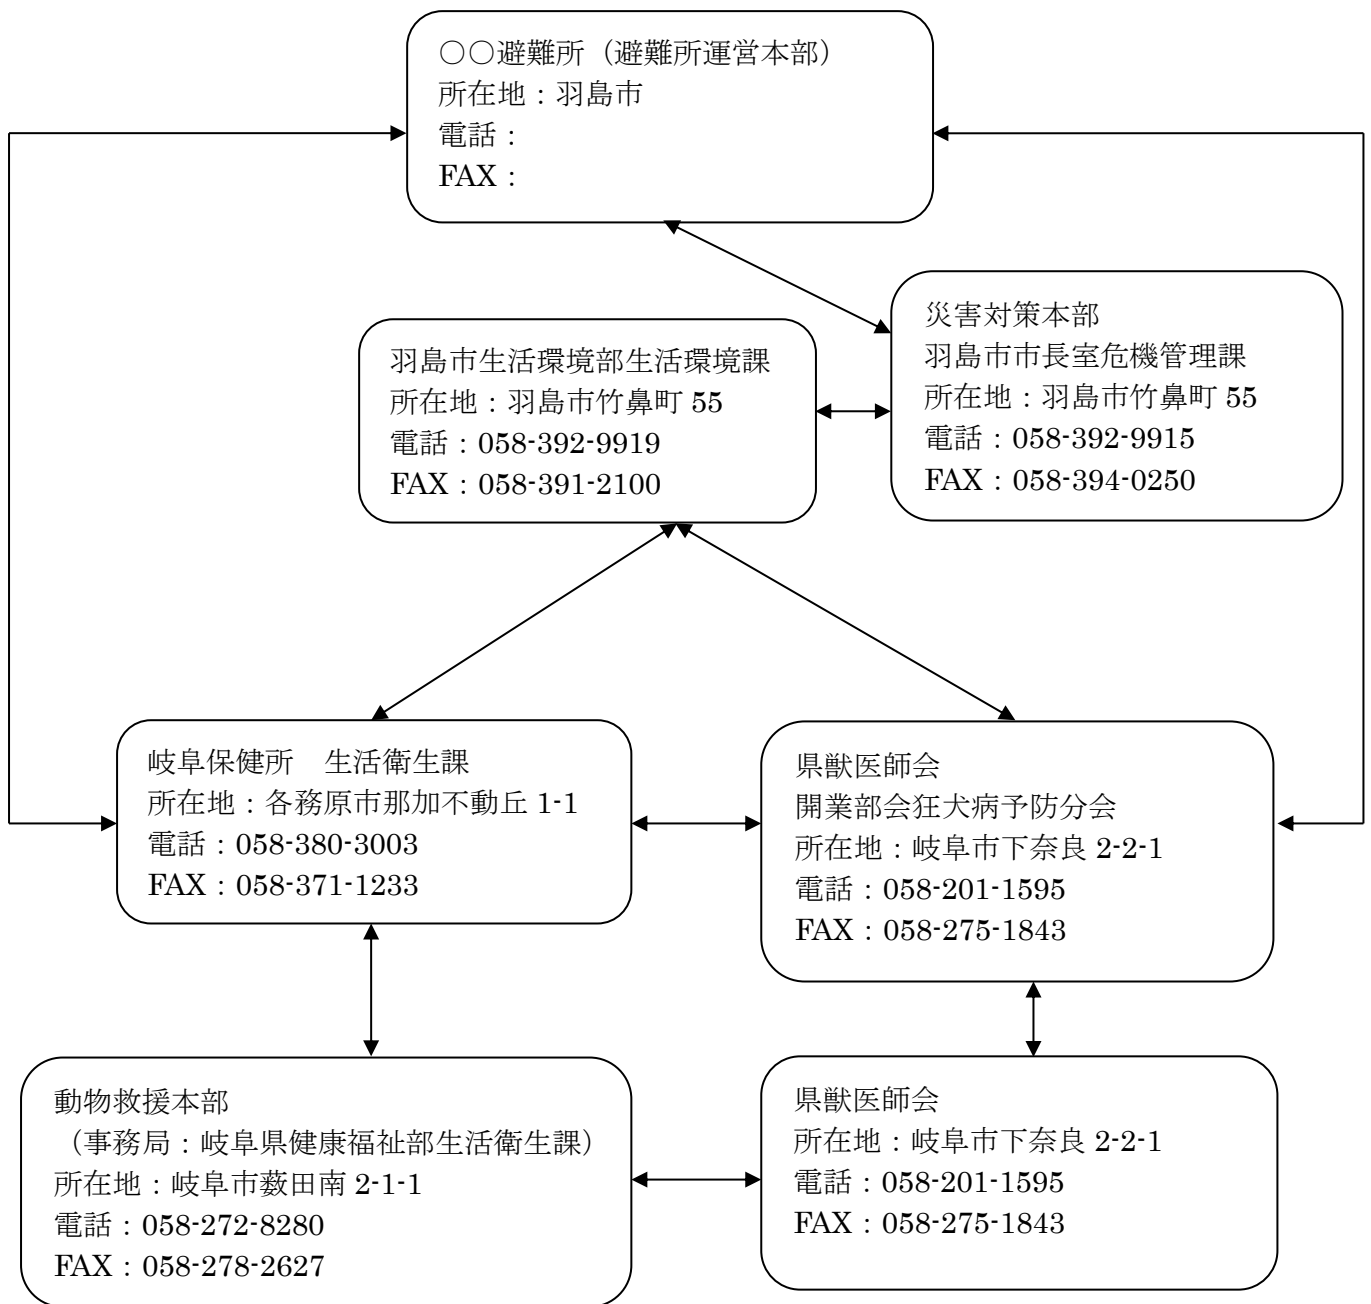 〇〇避難所（避難所運営本部）
所在地：羽島市
電話：
FAX：
災害対策本部
羽島市市長室危機管理課
所在地：羽島市竹鼻町 55
電話：058-392-9915
FAX：058-394-0250
羽島市生活環境部生活環境課
所在地：羽島市竹鼻町 55
電話：058-392-9919
FAX：058-391-2100
岐阜保健所　生活衛生課
所在地：各務原市那加不動丘 1-1
電話：058-380-3003
FAX：058-371-1233
県獣医師会
開業部会狂犬病予防分会
所在地：岐阜市下奈良 2-2-1
電話：058-201-1595
FAX：058-275-1843
動物救援本部
（事務局：岐阜県健康福祉部生活衛生課）
所在地：岐阜市薮田南 2-1-1
電話：058-272-8280
FAX：058-278-2627
県獣医師会
所在地：岐阜市下奈良 2-2-1
電話：058-201-1595
FAX：058-275-1843